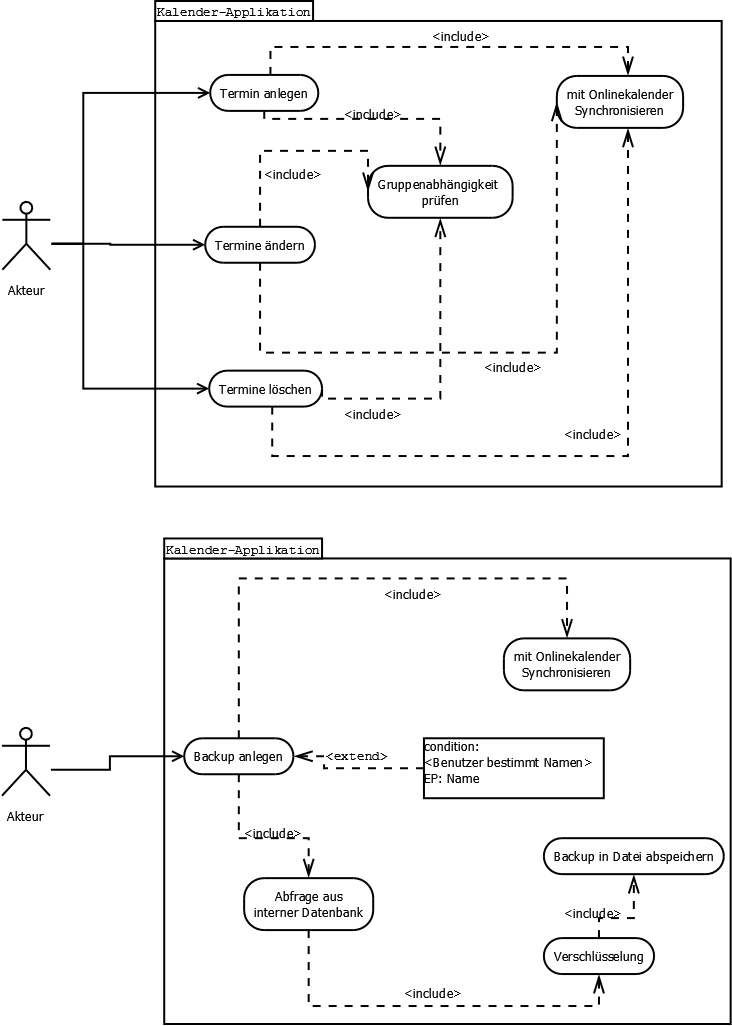 Kalender-Applikation
<include>
Termin anlegen
mit Onlinekalender
Synchronisieren
<include>
<include>
Gruppenabhängigkeit
prüfen
Termine ändern
Akteur
<include>
Termine löschen
<include>
<include>
Kalender-Applikation
<include>
mit Onlinekalender
Synchronisieren
Backup anlegen
<extend>
condition:
<Benutzer bestimmt Namen>
EP: Name
Akteur
<include>
Backup in Datei abspeichern
Abfrage aus
interner Datenbank
<include>
Verschlüsselung
<include>